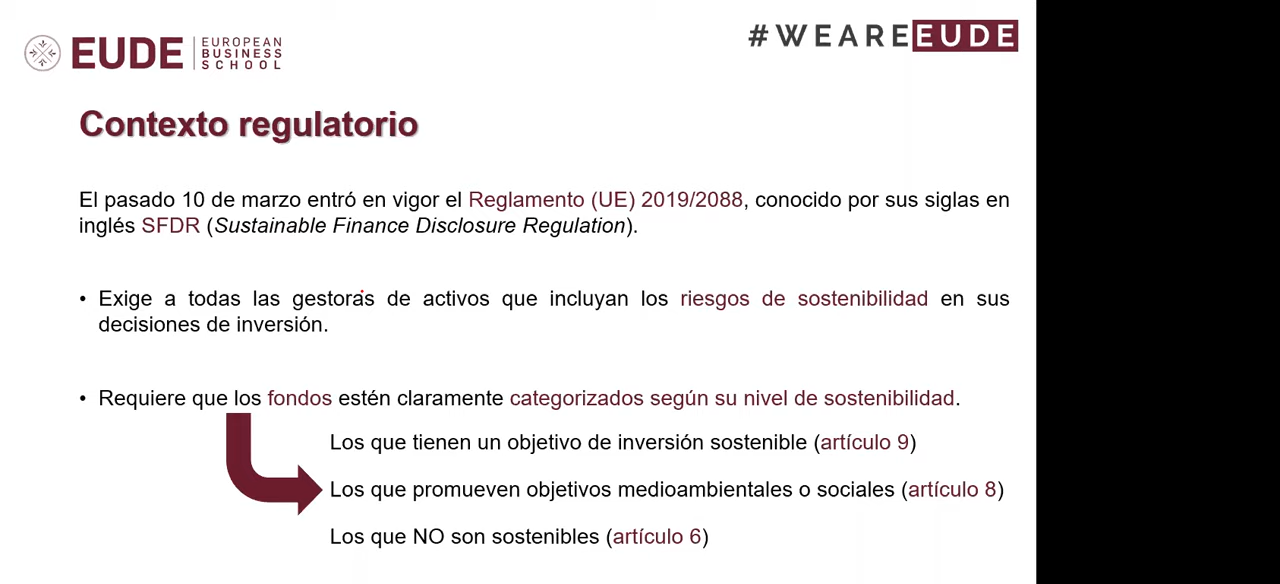 EUDE EUROPEAN BUSINESS SCHOOL
#WEAREEUDE
Contexto regulatorio
El pasado 10 de marzo entró en vigor el Reglamento (UE) 2019/2088, conocido por sus siglas en
inglés SFDR (Sustainable Finance Disclosure Regulation).
• Exige a todas las gestoras de activos que incluyan los riesgos de sostenibilidad en sus
decisiones de inversión.
• Requiere que los fondos estén claramente categorizados según su nivel de sostenibilidad.
Los que tienen un objetivo de inversión sostenible (artículo 9)
Los que promueven objetivos medioambientales o sociales (artículo 8)
Los que NO son sostenibles (artículo 6)